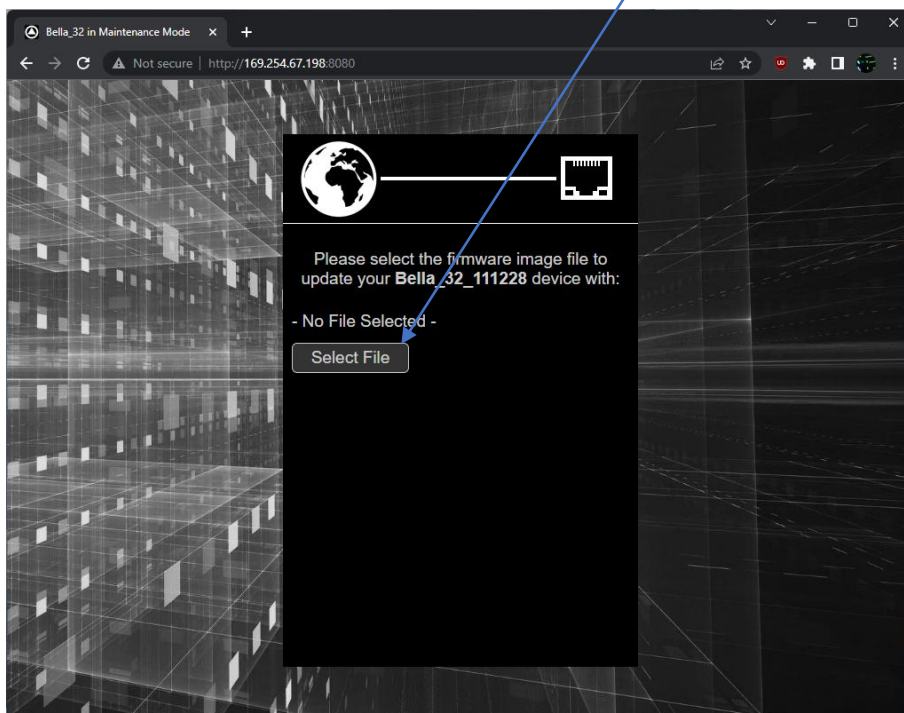 Bella_32 in Maintenance Mode
Not secure | http://169.254.67.198:8080
Please select the firmware image file to
update your Bella_32_111228 device with:
- No File Selected -
Select File